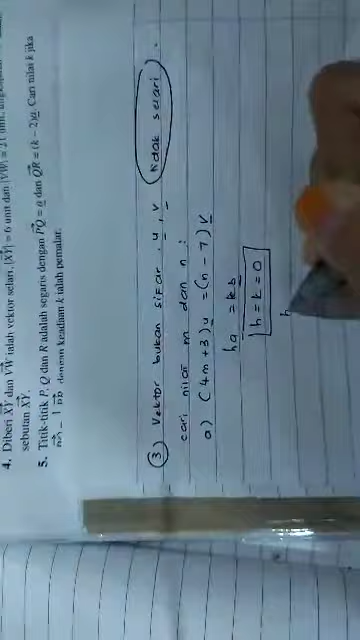 4. Diberi XY dan VW ialah vektor selari, |XY| = 6 unit dan |VW| = 21 unit,
sebutan XY.
5. Titik-titik P, Q dan R adalah segaris dengan PQ = a dan QR = (k − 2)a. Cari nilai k jika
dengan keadaan k ialah pemalar.
③ Vektor bukan sifar, u, v (tidak selari).
cari nilai m dan n :
a) (4m + 3)u = (n − 7)v
ha = kb
h = k = 0
h